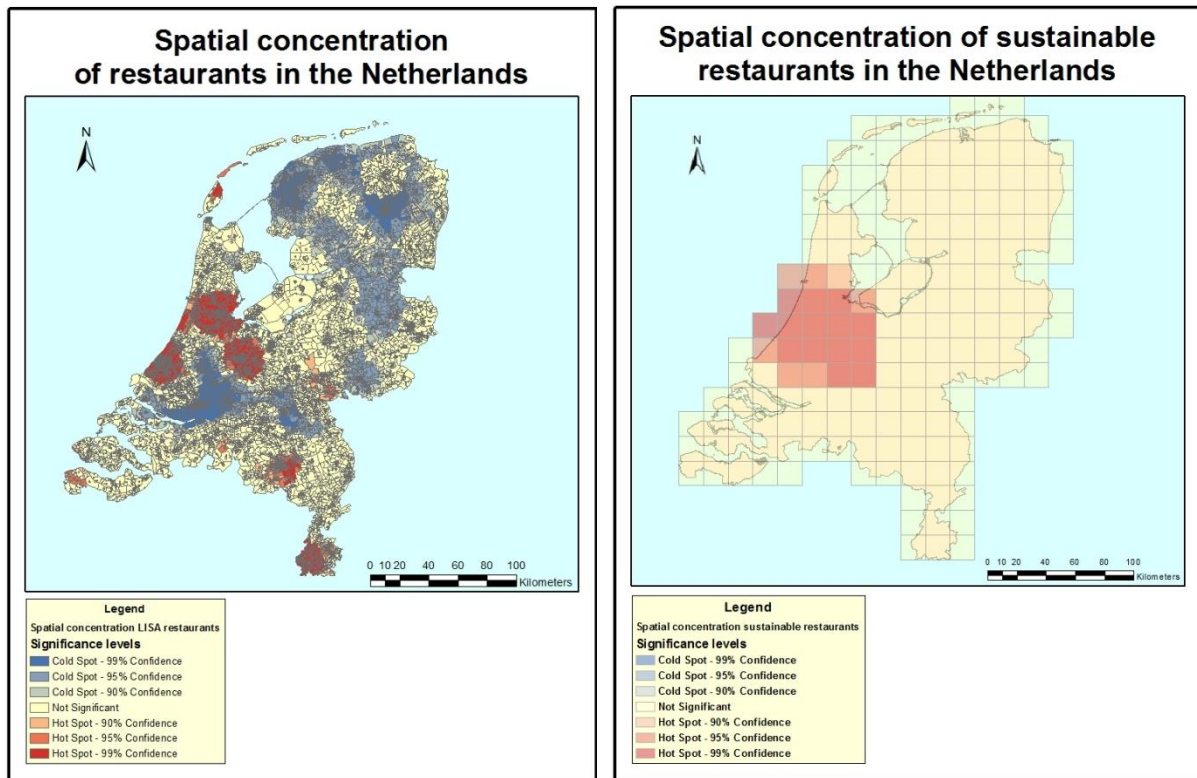 Spatial concentration
of restaurants in the Netherlands
N
0 10 20 40 60 80 100
Kilometers
Legend
Spatial concentration LISA restaurants
Significance levels
Cold Spot - 99% Confidence
Cold Spot - 95% Confidence
Cold Spot - 90% Confidence
Not Significant
Hot Spot - 90% Confidence
Hot Spot - 95% Confidence
Hot Spot - 99% Confidence
Spatial concentration of sustainable
restaurants in the Netherlands
N
0 10 20 40 60 80 100
Kilometers
Legend
Spatial concentration sustainable restaurants
Significance levels
Cold Spot - 99% Confidence
Cold Spot - 95% Confidence
Cold Spot - 90% Confidence
Not Significant
Hot Spot - 90% Confidence
Hot Spot - 95% Confidence
Hot Spot - 99% Confidence